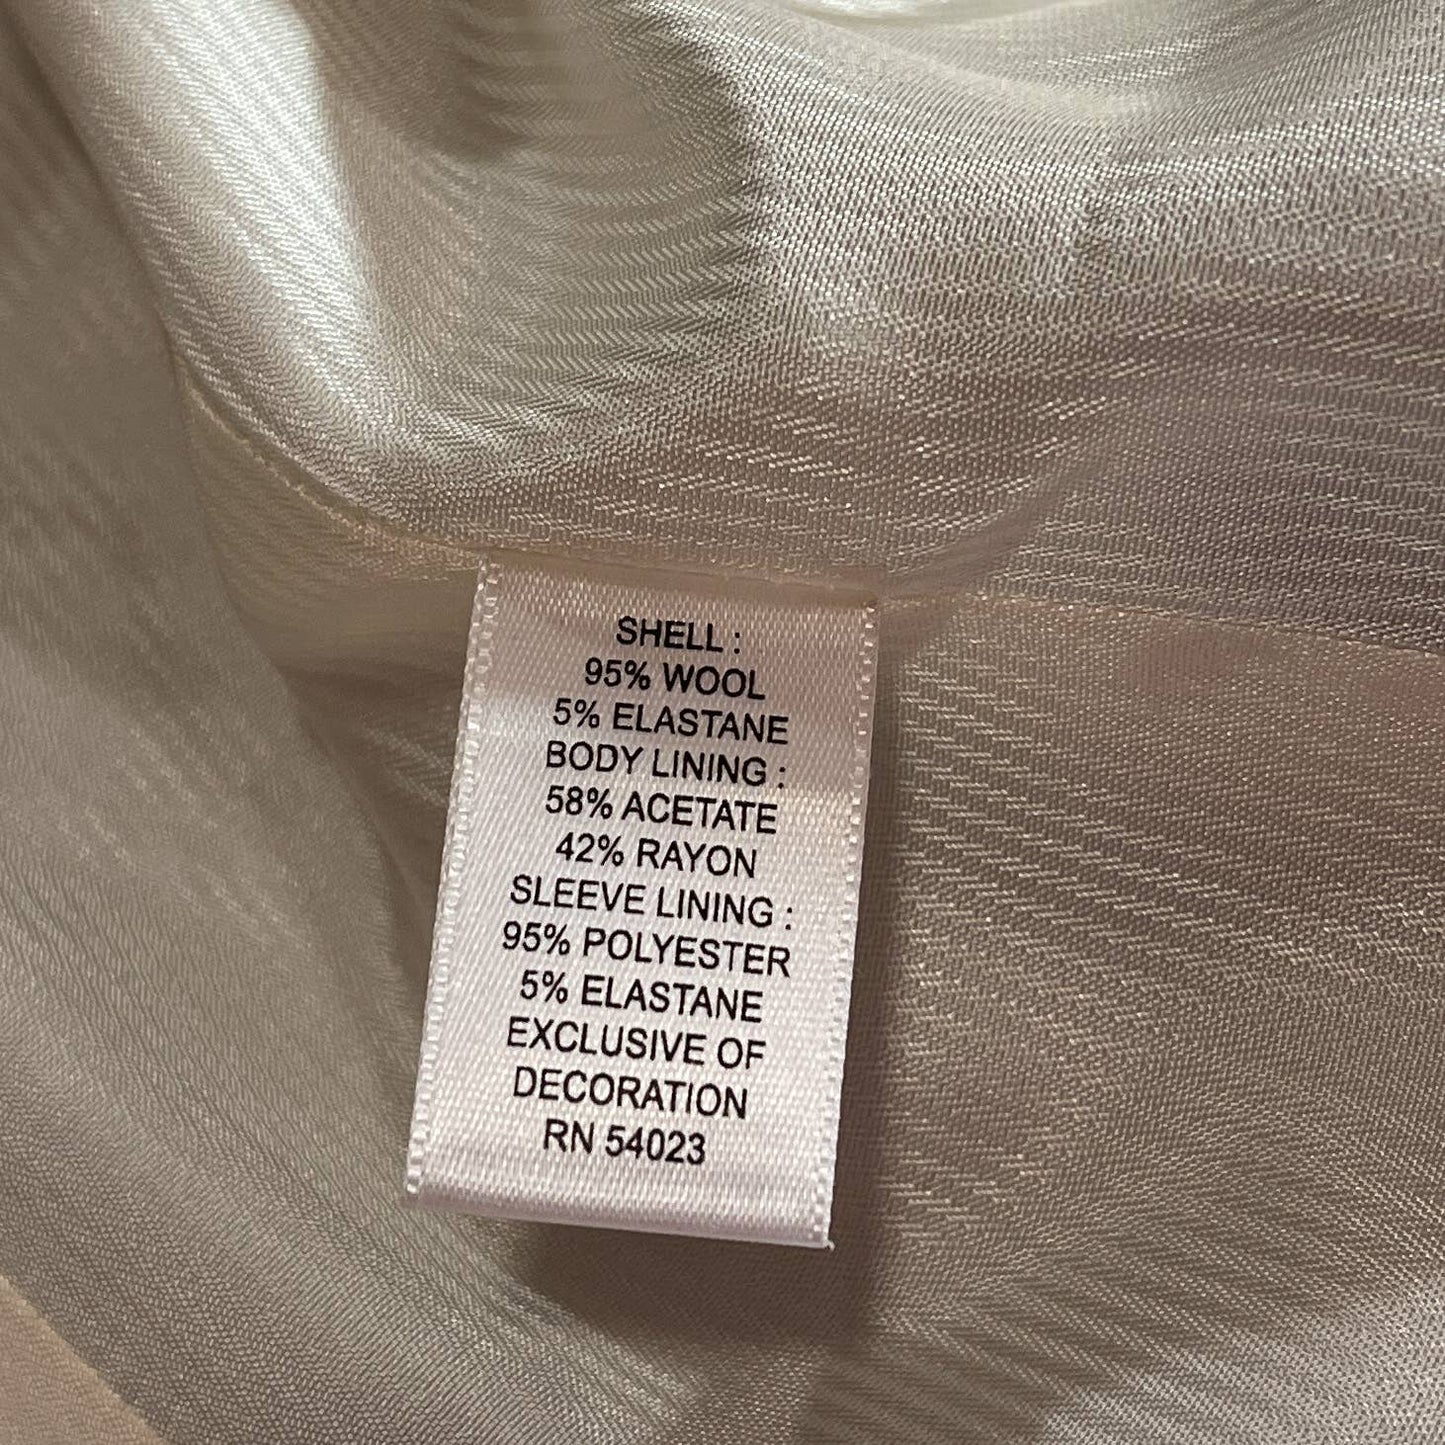 SHELL :
95% WOOL
5% ELASTANE
BODY LINING :
58% ACETATE
42% RAYON
SLEEVE LINING :
95% POLYESTER
5% ELASTANE
EXCLUSIVE OF
DECORATION
RN 54023